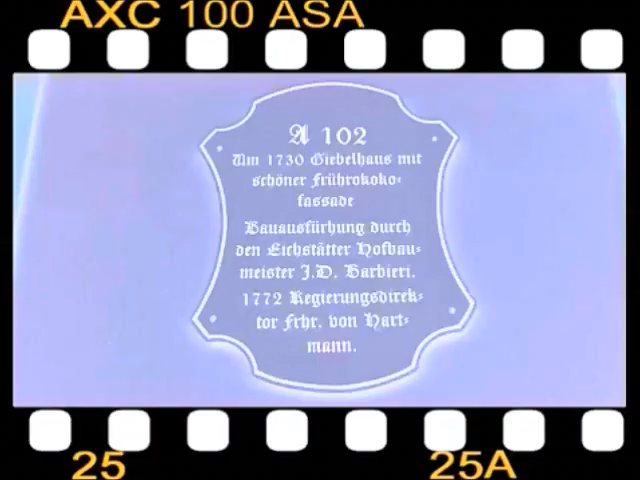 AXC 100 ASA
A 102
Um 1730 Giebelhaus mit
schöner Frührokoko-
fassade
Bauausfürhung durch
den Eichstätter Hofbau-
meister J.D. Barbieri.
1772 Regierungsdirek-
tor Frhr. von Hart-
mann.
25 25A